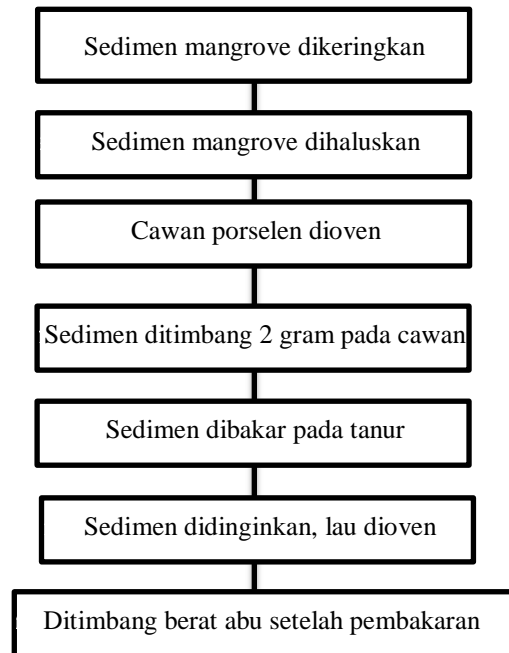 Sedimen mangrove dikeringkan
Sedimen mangrove dihaluskan
Cawan porselen dioven
Sedimen ditimbang 2 gram pada cawan
Sedimen dibakar pada tanur
Sedimen didinginkan, lau dioven
Ditimbang berat abu setelah pembakaran